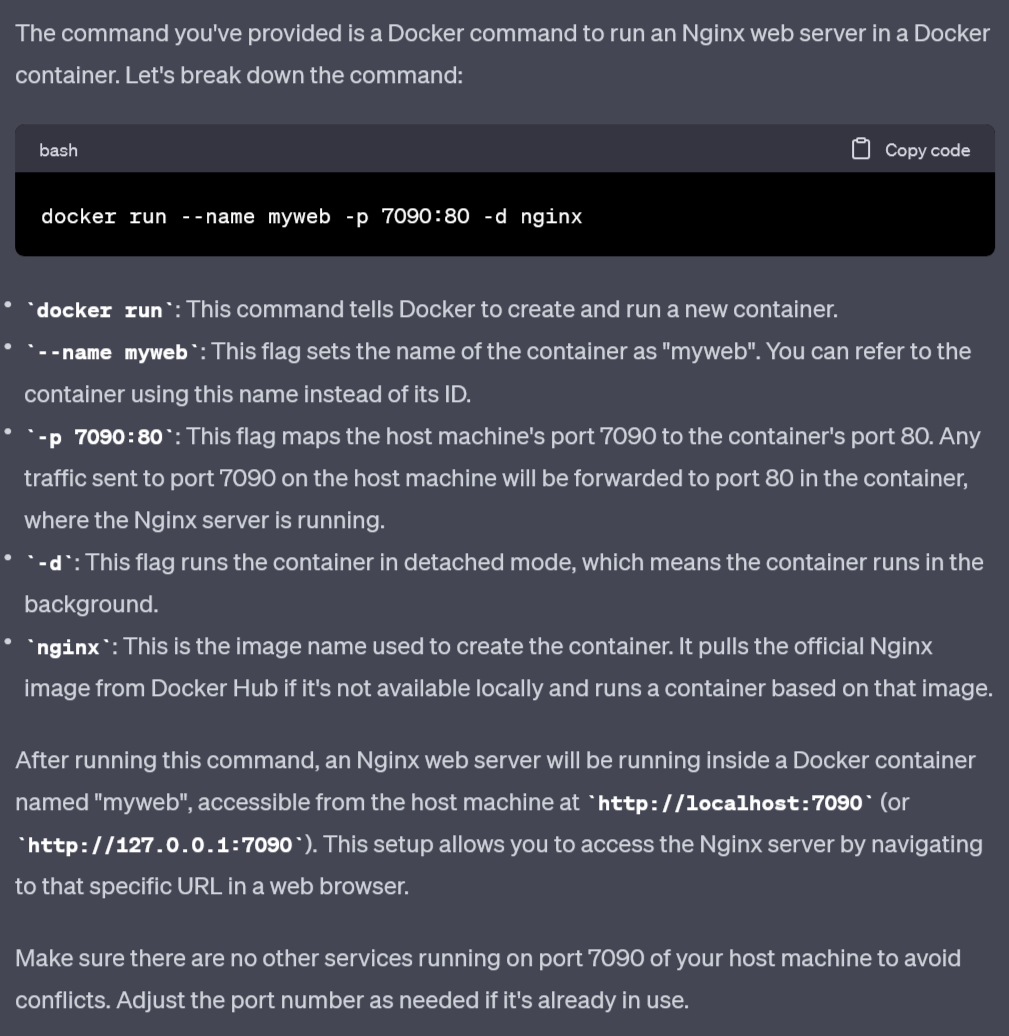 The command you've provided is a Docker command to run an Nginx web server in a Docker
container. Let's break down the command:
bash
Copy code
docker run --name myweb -p 7090:80 -d nginx
• `docker run`: This command tells Docker to create and run a new container.
• `--name myweb`: This flag sets the name of the container as "myweb". You can refer to the
container using this name instead of its ID.
• `-p 7090:80`: This flag maps the host machine's port 7090 to the container's port 80. Any
traffic sent to port 7090 on the host machine will be forwarded to port 80 in the container,
where the Nginx server is running.
• `-d`: This flag runs the container in detached mode, which means the container runs in the
background.
• `nginx`: This is the image name used to create the container. It pulls the official Nginx
image from Docker Hub if it's not available locally and runs a container based on that image.
After running this command, an Nginx web server will be running inside a Docker container
named "myweb", accessible from the host machine at `http://localhost:7090` (or
`http://127.0.0.1:7090`). This setup allows you to access the Nginx server by navigating
to that specific URL in a web browser.
Make sure there are no other services running on port 7090 of your host machine to avoid
conflicts. Adjust the port number as needed if it's already in use.